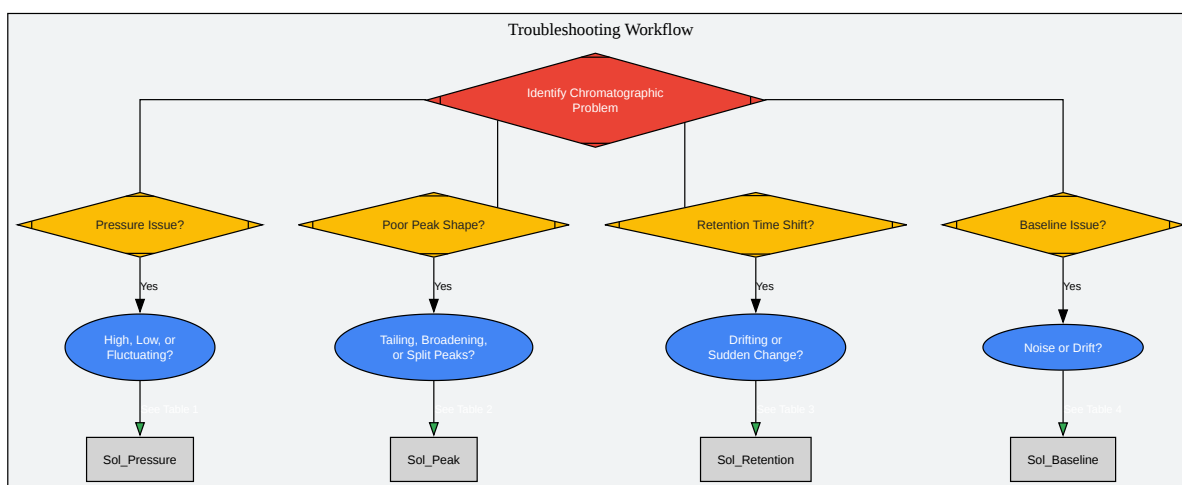 Troubleshooting Workflow
Identify Chromatographic
Problem
Pressure Issue?
Poor Peak Shape?
Retention Time Shift?
Baseline Issue?
Yes
Yes
Yes
Yes
High, Low, or
Fluctuating?
Tailing, Broadening,
or Split Peaks?
Drifting or
Sudden Change?
Noise or Drift?
See Table 1
See Table 2
See Table 3
See Table 4
Sol_Pressure
Sol_Peak
Sol_Retention
Sol_Baseline